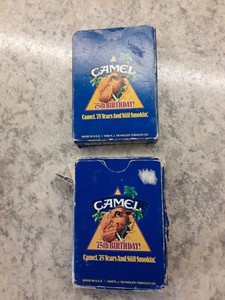 CAMEL
75th BIRTHDAY!
Camel. 75 Years And Still Smokin'.
CAMEL
75th BIRTHDAY!
Camel. 75 Years And Still Smokin'.